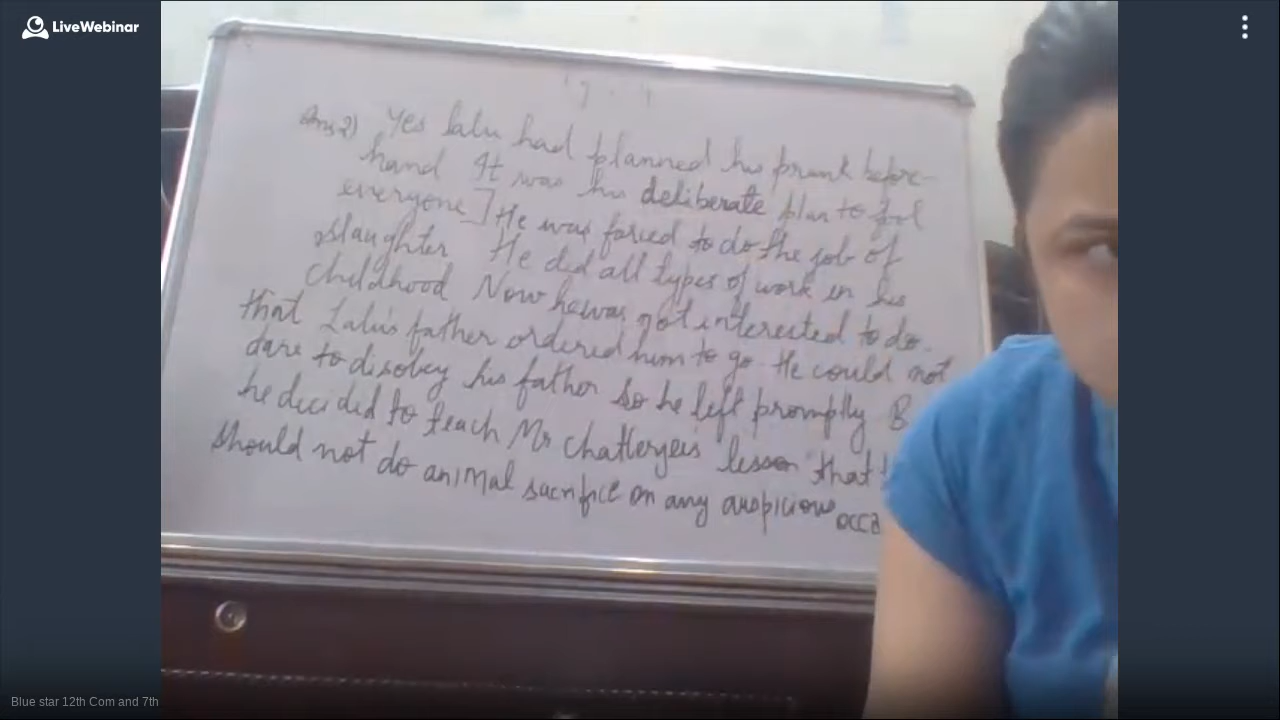 LiveWebinar
Ans 2) Yes Lalu had planned his prank before-
hand It was his deliberate plan to fool
everyone] He was forced to do the job of
slaughter He did all types of work in his
childhood Now he was not interested to do
that Lalu's father ordered him to go. He could not
dare to disobey his father so he left promptly B
he decided to teach Mr Chatterjees lesson that
should not do animal sacrifice on any auspicious occa
Blue star 12th Com and 7th